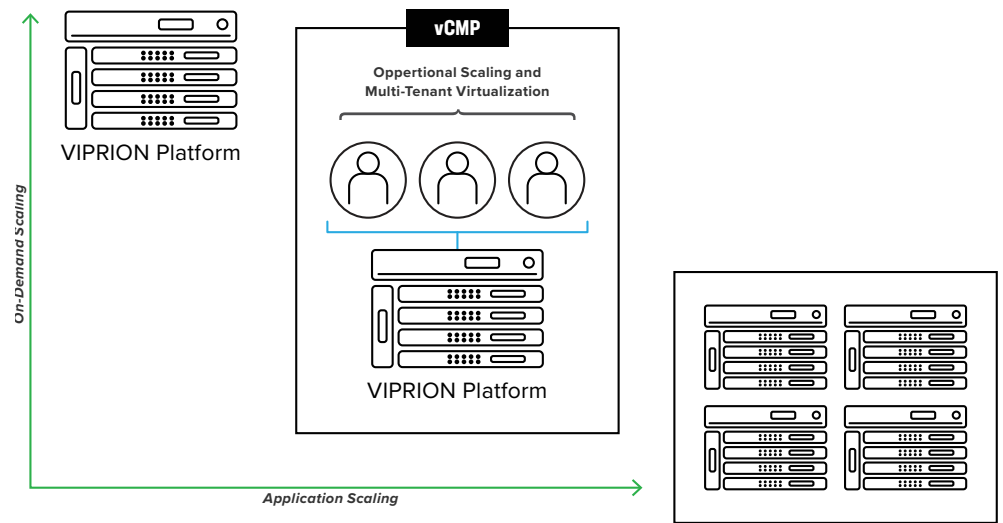 VIPRION Platform
vCMP
Oppertional Scaling and
Multi-Tenant Virtualization
VIPRION Platform
On-Demand Scaling
Application Scaling